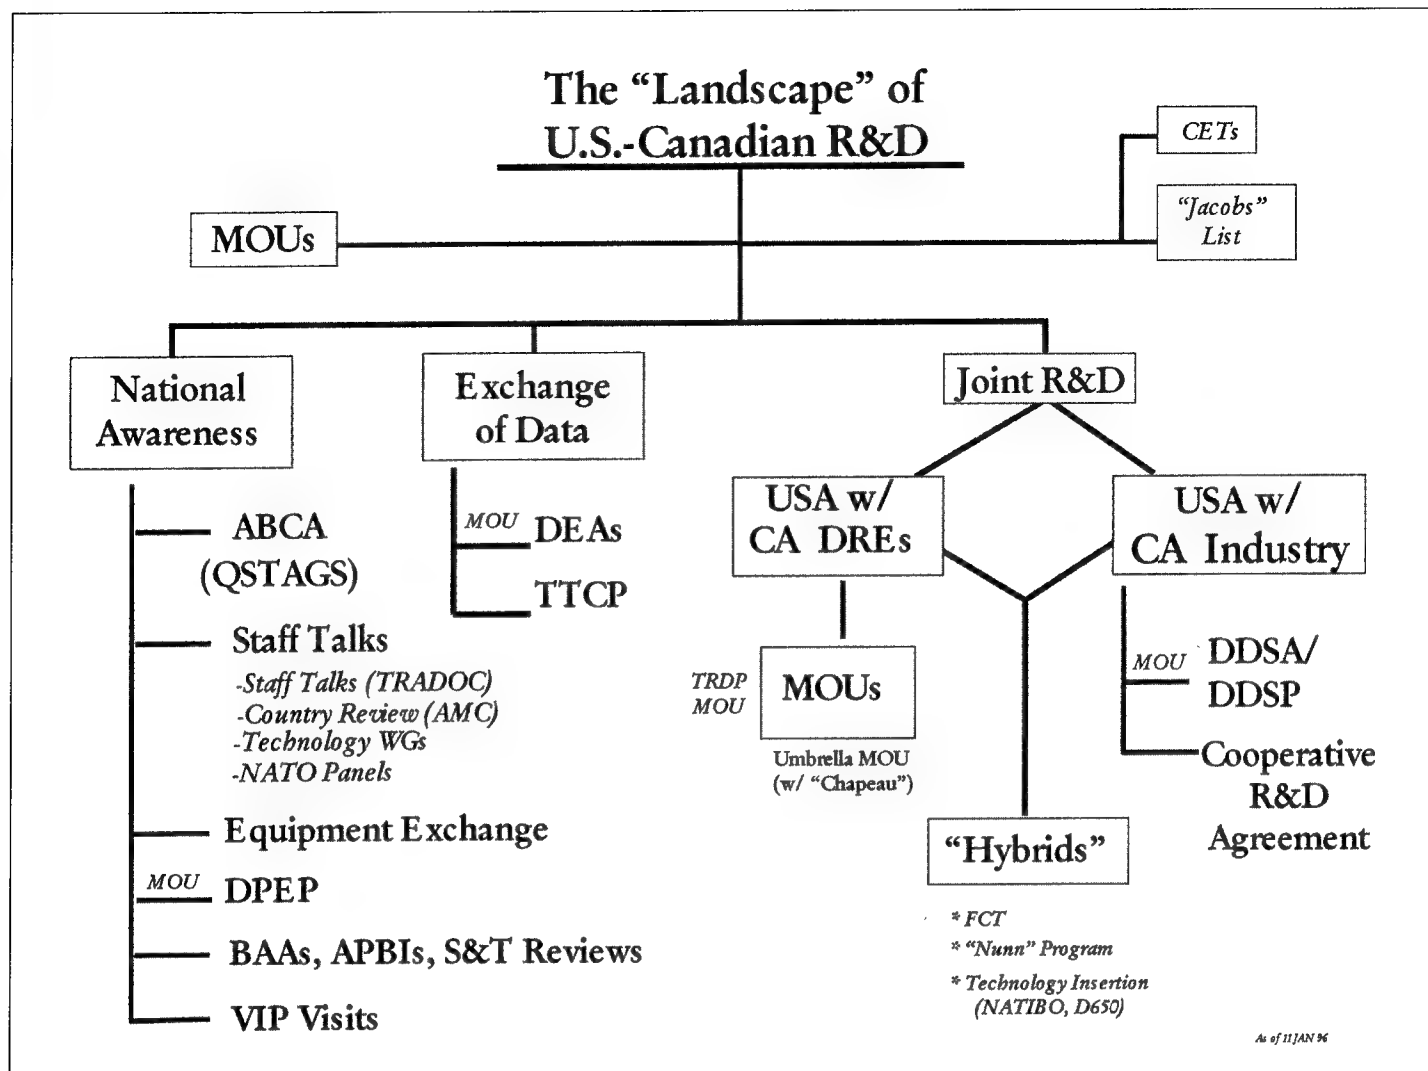 The “Landscape” of
U.S.-Canadian R&D
CETs
“Jacobs”
List
MOUs
National
Awareness
Exchange
of Data
Joint R&D
ABCA
(QSTAGS)
Staff Talks
-Staff Talks (TRADOC)
-Country Review (AMC)
-Technology WGs
-NATO Panels
Equipment Exchange
MOU DPEP
BAAs, APBIs, S&T Reviews
VIP Visits
MOU DEAs
TTCP
USA w/
CA DREs
TRDP
MOU
MOUs
Umbrella MOU
(w/ “Chapeau”)
USA w/
CA Industry
MOU DDSA/
DDSP
Cooperative
R&D
Agreement
“Hybrids”
* FCT
* “Nunn” Program
* Technology Insertion
(NATIBO, D650)
As of 11 JAN 96